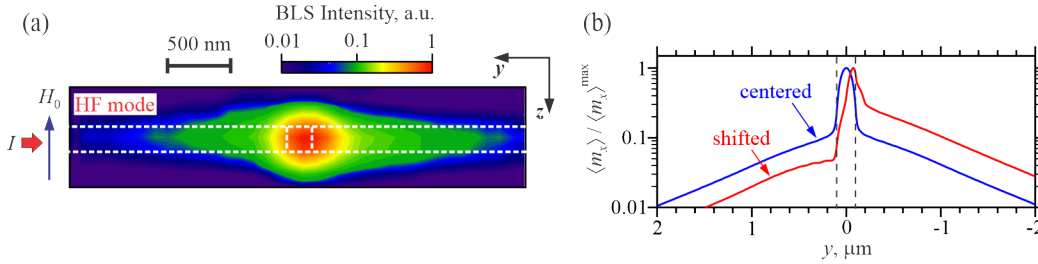 (a)
BLS Intensity, a.u.
500 nm
0.01 0.1 1
y
z
H₀
HF mode
I
(b)
⟨mₓ⟩ / ⟨mₓ⟩ᵐᵃˣ
1
0.1
0.01
centered
shifted
2 1 0 -1 -2
y, μm